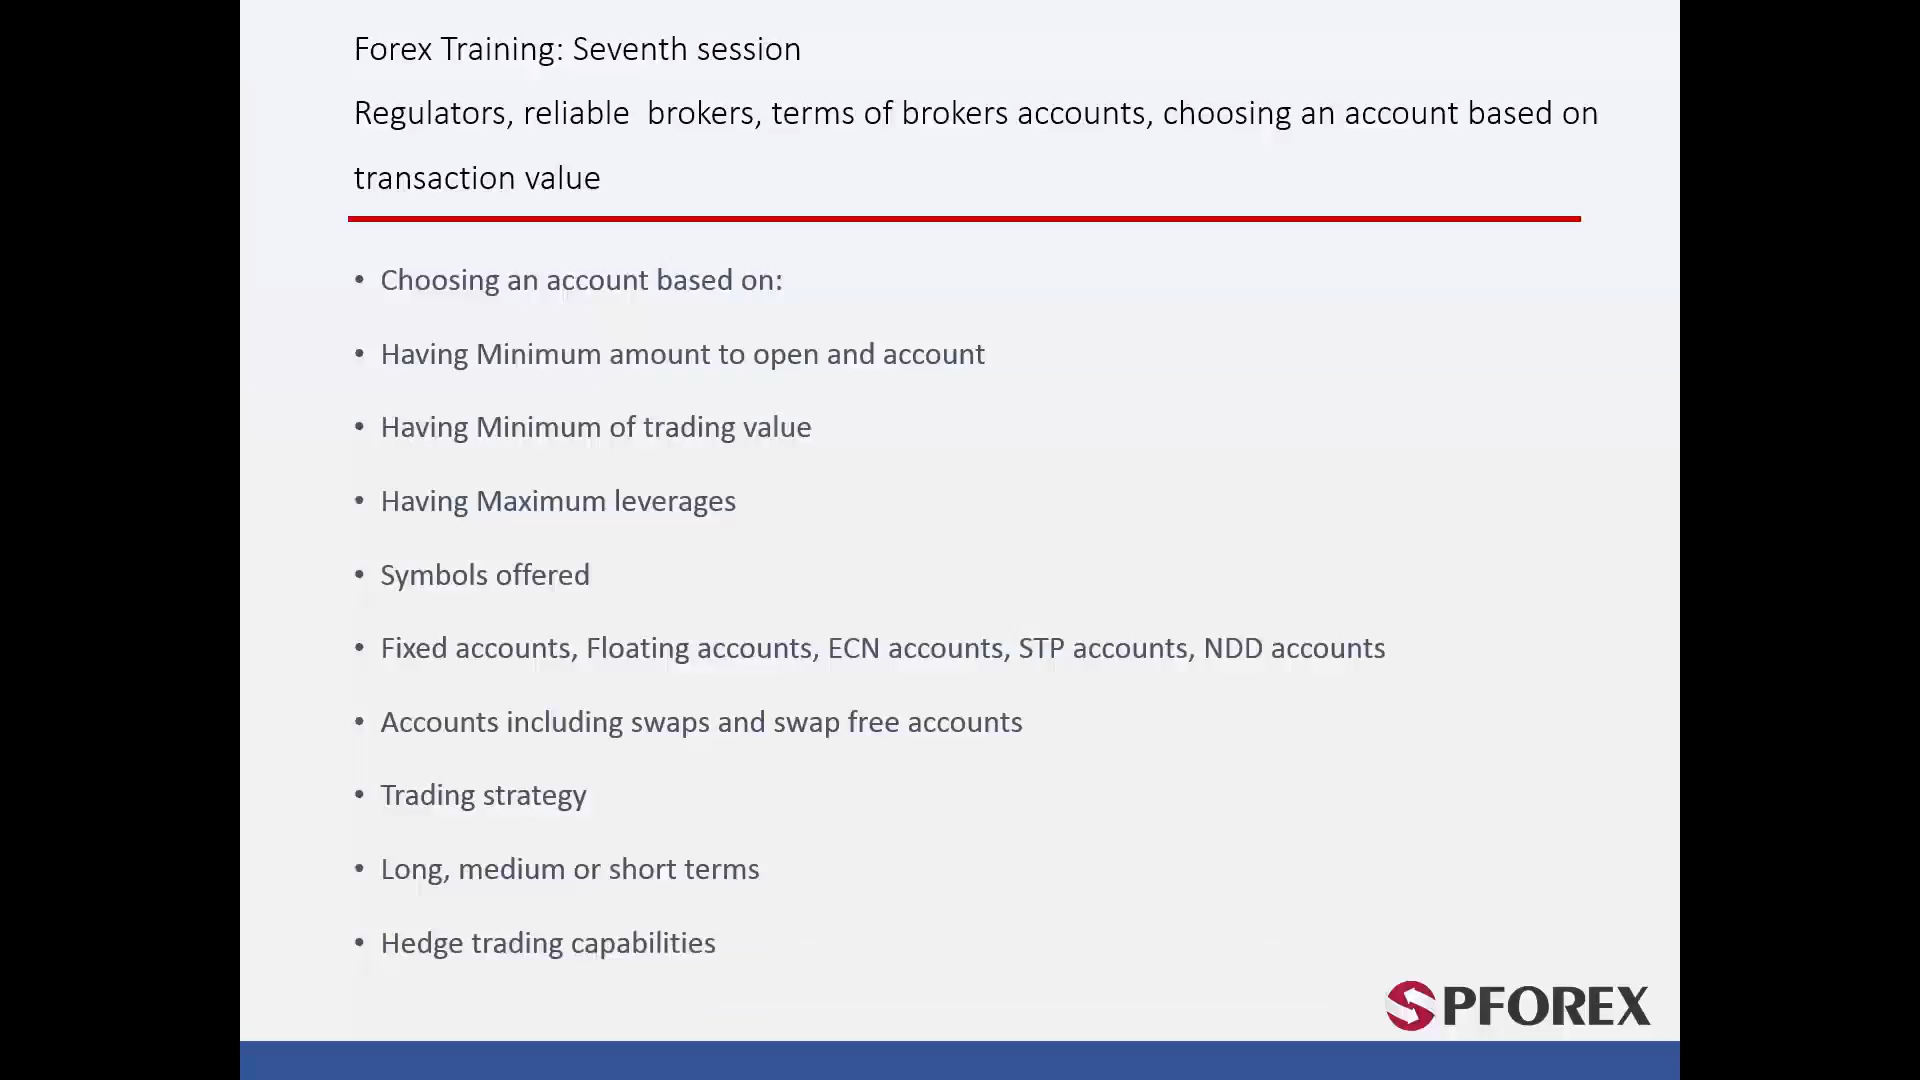 Forex Training: Seventh session
Regulators, reliable  brokers, terms of brokers accounts, choosing an account based on
transaction value
• Choosing an account based on:
• Having Minimum amount to open and account
• Having Minimum of trading value
• Having Maximum leverages
• Symbols offered
• Fixed accounts, Floating accounts, ECN accounts, STP accounts, NDD accounts
• Accounts including swaps and swap free accounts
• Trading strategy
• Long, medium or short terms
• Hedge trading capabilities
SPFOREX